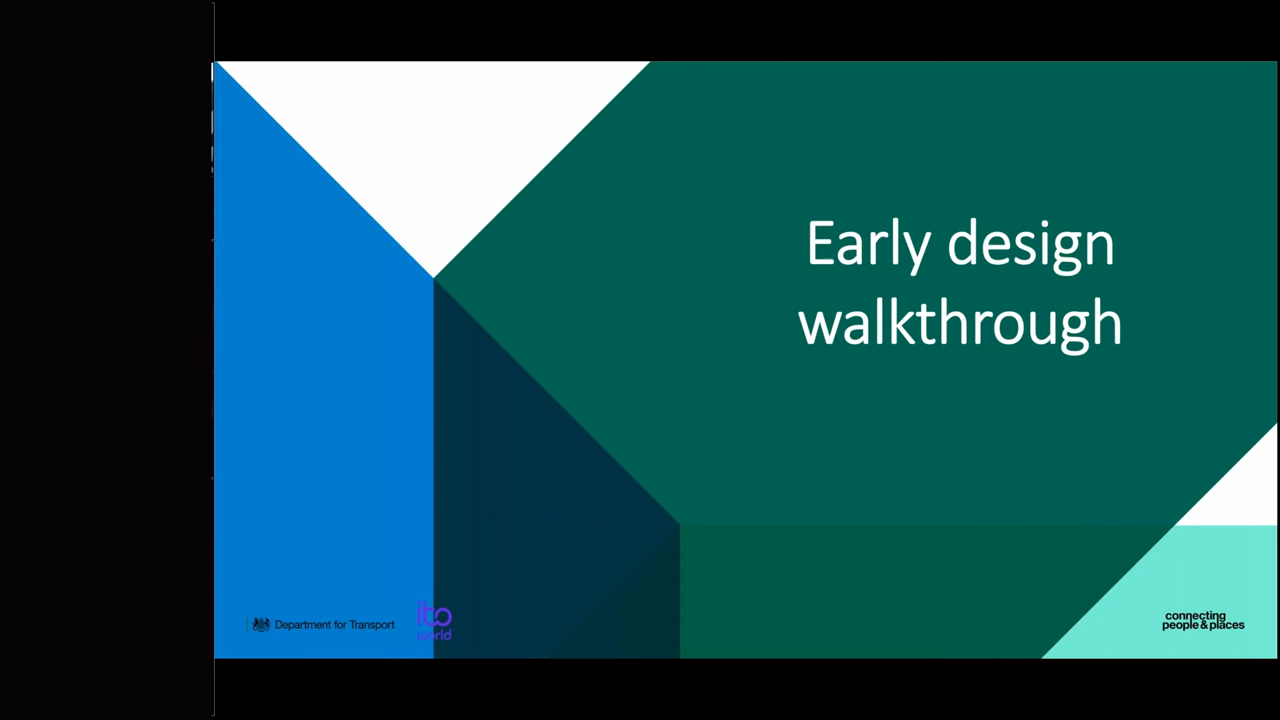 Early design
walkthrough
Department for Transport
ito
world
connecting
people&places